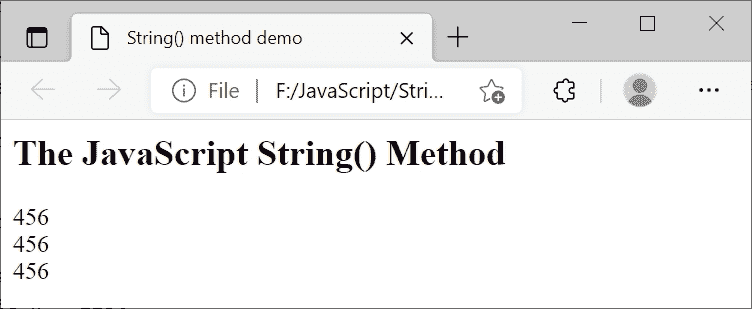 String() method demo
File | F:/JavaScript/Stri...
The JavaScript String() Method
456
456
456